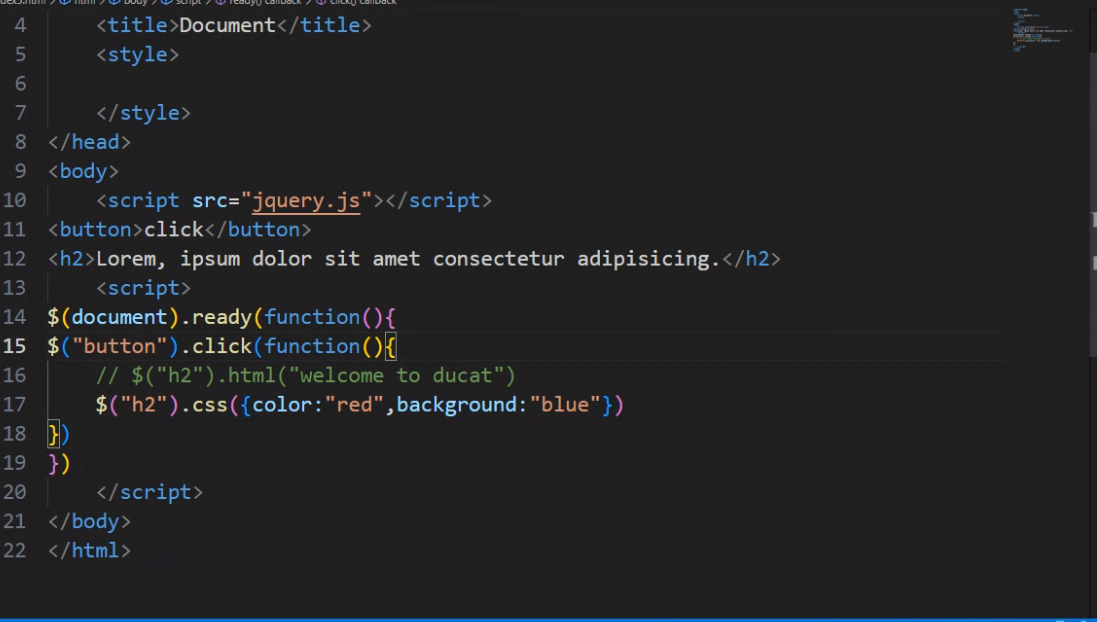 dex5.html > html > body > script > ready() callback > click() callback
4 <title>Document</title>
5 <style>
6
7 </style>
8 </head>
9 <body>
10 <script src="jquery.js"></script>
11 <button>click</button>
12 <h2>Lorem, ipsum dolor sit amet consectetur adipisicing.</h2>
13 <script>
14 $(document).ready(function(){
15 $("button").click(function(){
16 // $("h2").html("welcome to ducat")
17 $("h2").css({color:"red",background:"blue"})
18 })
19 })
20 </script>
21 </body>
22 </html>